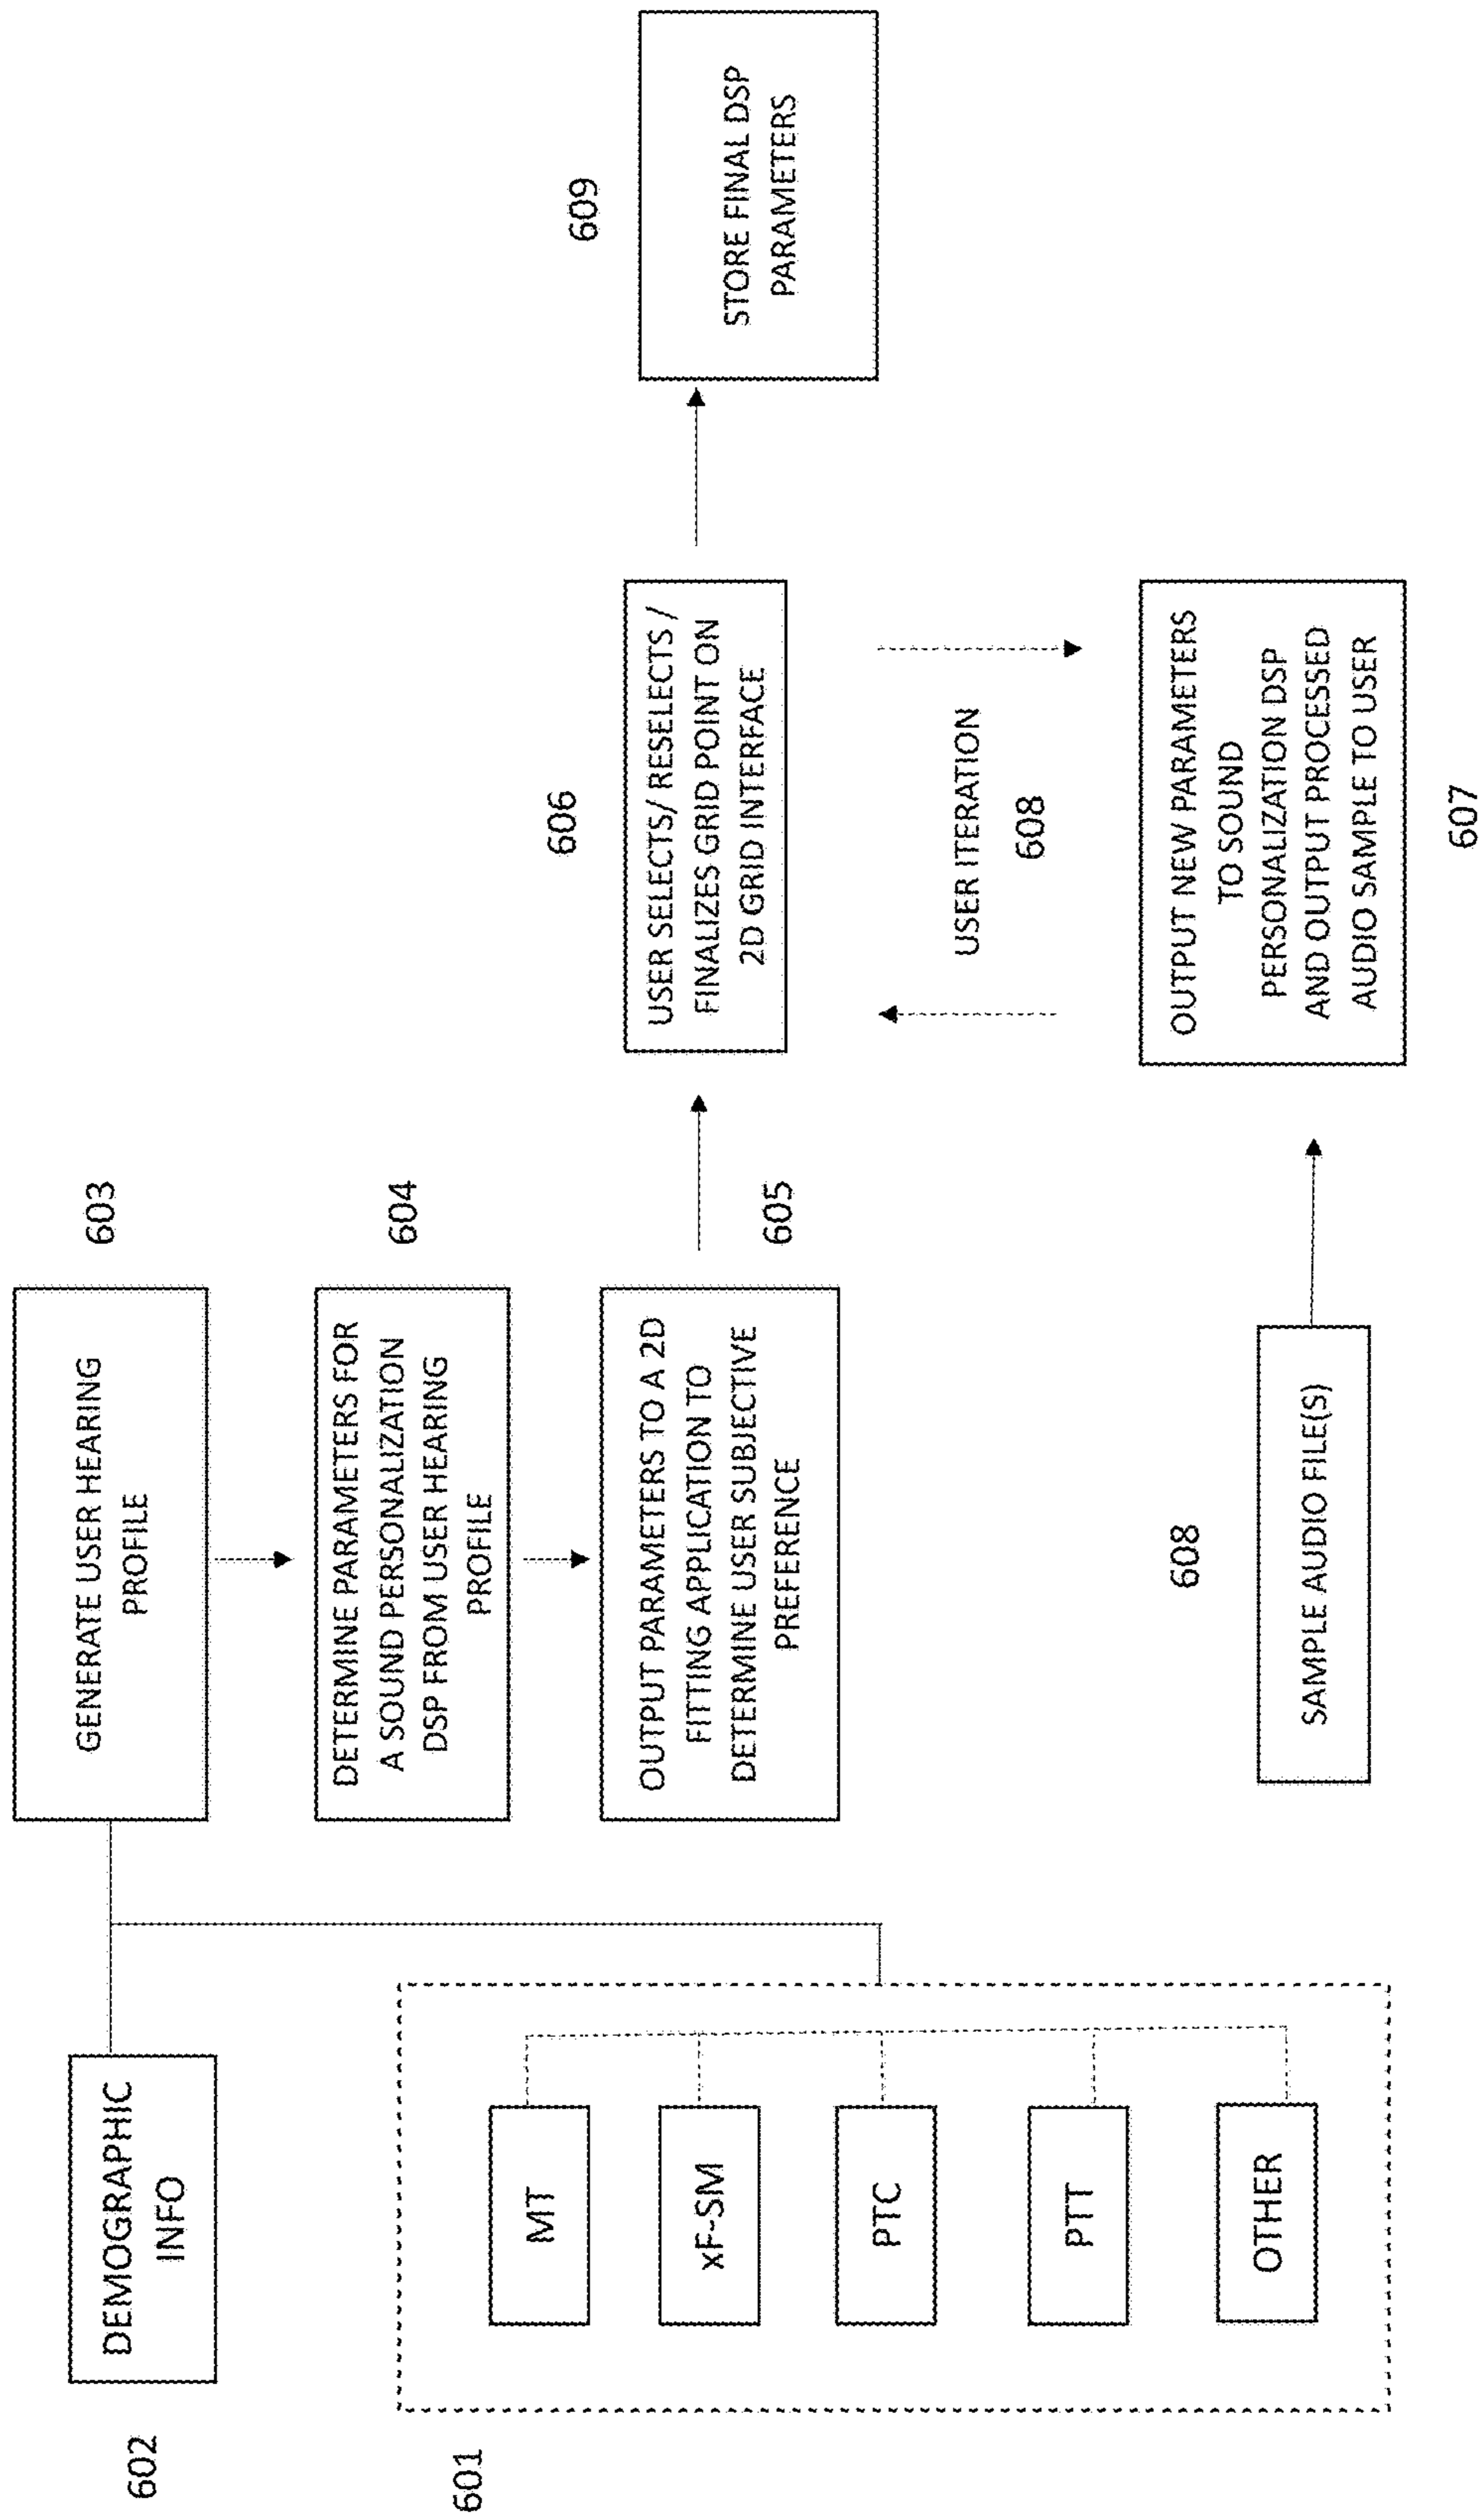 602
DEMOGRAPHIC
INFO
601
MT
xF-SM
PTC
PTT
OTHER
603
GENERATE USER HEARING
PROFILE
604
DETERMINE PARAMETERS FOR
A SOUND PERSONALIZATION
DSP FROM USER HEARING
PROFILE
605
OUTPUT PARAMETERS TO A 2D
FITTING APPLICATION TO
DETERMINE USER SUBJECTIVE
PREFERENCE
608
SAMPLE AUDIO FILE(S)
606
USER SELECTS/ RESELECTS /
FINALIZES GRID POINT ON
2D GRID INTERFACE
USER ITERATION
608
OUTPUT NEW PARAMETERS
TO SOUND
PERSONALIZATION DSP
AND OUTPUT PROCESSED
AUDIO SAMPLE TO USER
607
609
STORE FINAL DSP
PARAMETERS